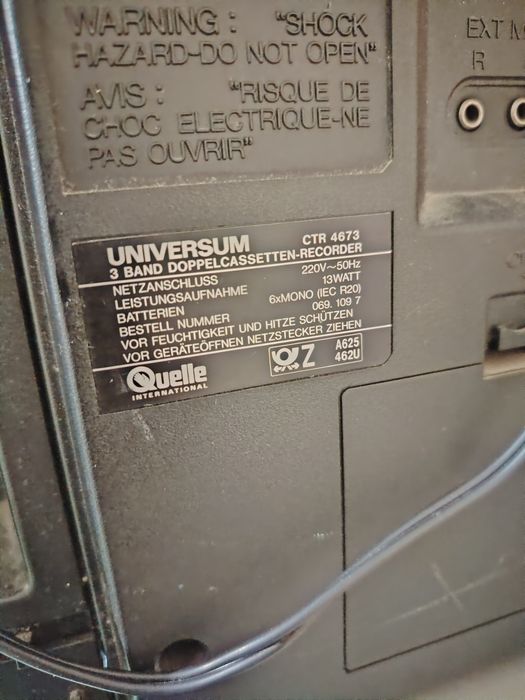 WARNING : "SHOCK
HAZARD-DO NOT OPEN"
AVIS : "RISQUE DE
CHOC ELECTRIQUE-NE
PAS OUVRIR"
EXT M
R
UNIVERSUM CTR 4673
3 BAND DOPPELCASSETTEN-RECORDER
NETZANSCHLUSS 220V~50Hz
LEISTUNGSAUFNAHME 13WATT
BATTERIEN 6xMONO (IEC R20)
BESTELL NUMMER 069. 109 7
VOR FEUCHTIGKEIT UND HITZE SCHÜTZEN
VOR GERÄTEÖFFNEN NETZSTECKER ZIEHEN
Quelle
INTERNATIONAL
Z
A625
462U